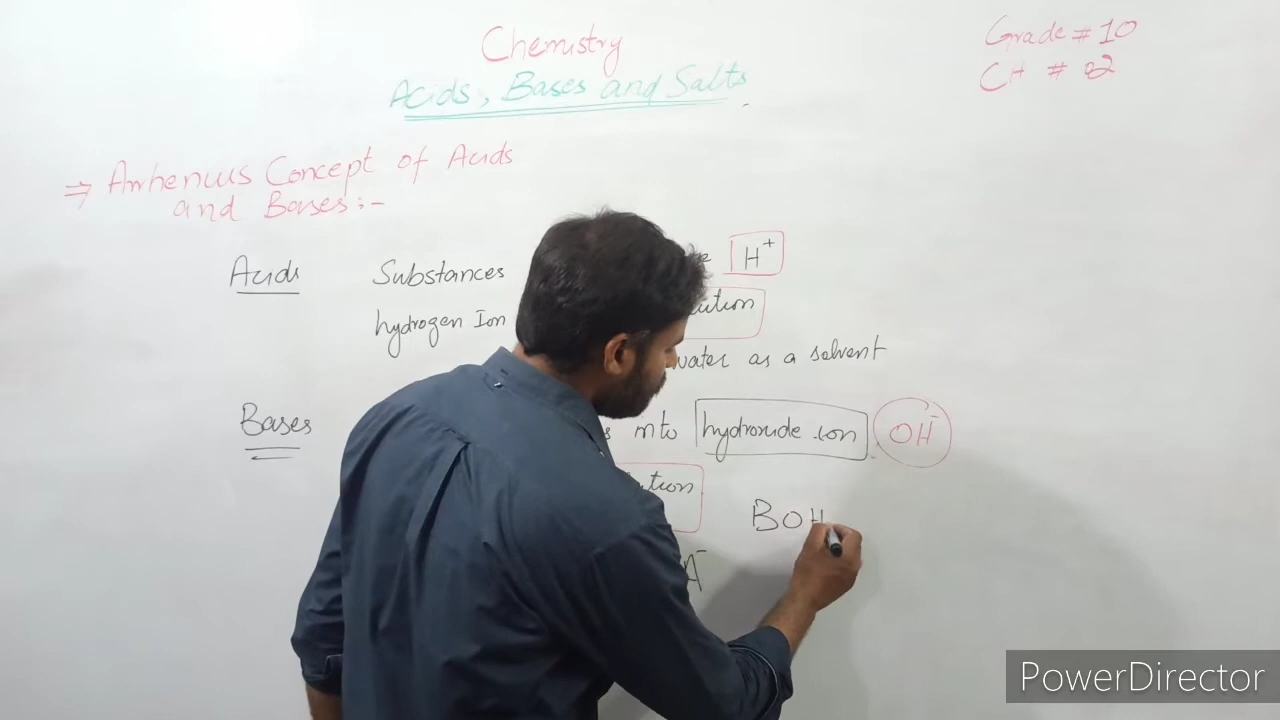 Chemistry
Grade # 10
Acids, Bases and Salts
CH # 02
⇒ Arrhenius Concept of Acids
and Bases:-
Acids Substances H⁺
hydrogen Ion
water as a solvent
Bases into hydroxide ion OH⁻
A⁻
BOH
PowerDirector